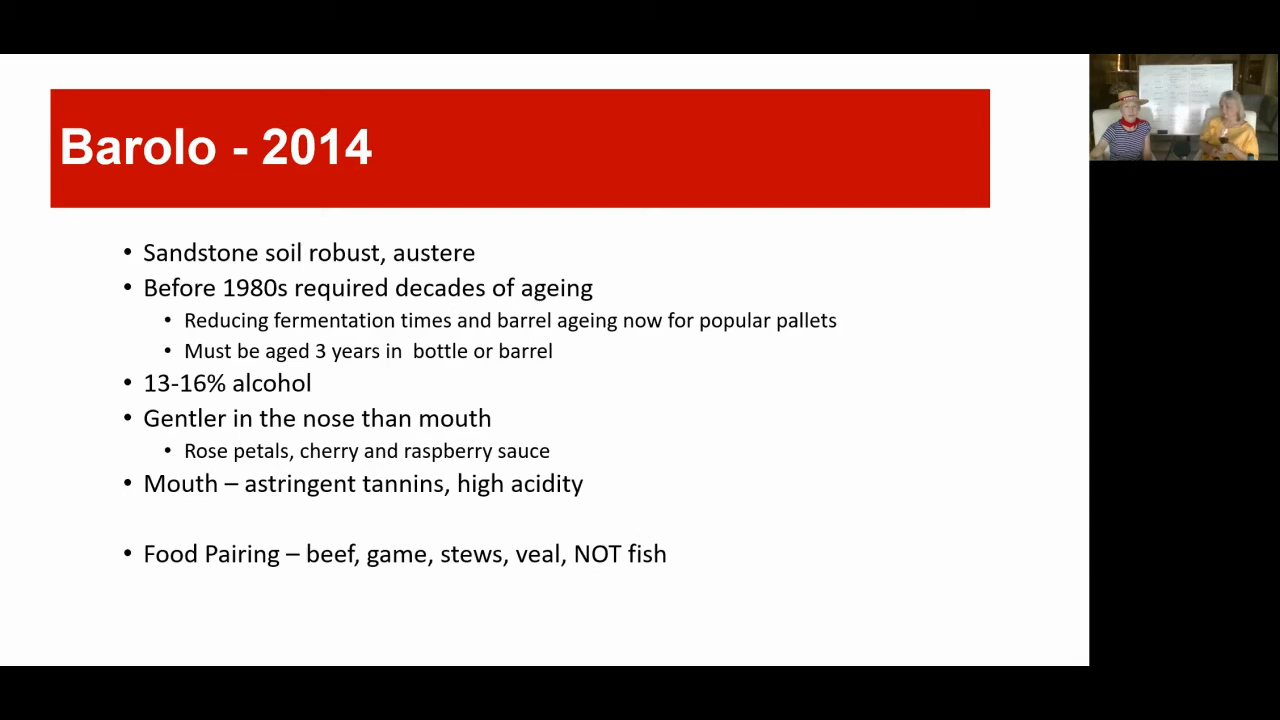 Barolo - 2014
• Sandstone soil robust, austere
• Before 1980s required decades of ageing
• Reducing fermentation times and barrel ageing now for popular pallets
• Must be aged 3 years in  bottle or barrel
• 13-16% alcohol
• Gentler in the nose than mouth
• Rose petals, cherry and raspberry sauce
• Mouth – astringent tannins, high acidity
• Food Pairing – beef, game, stews, veal, NOT fish